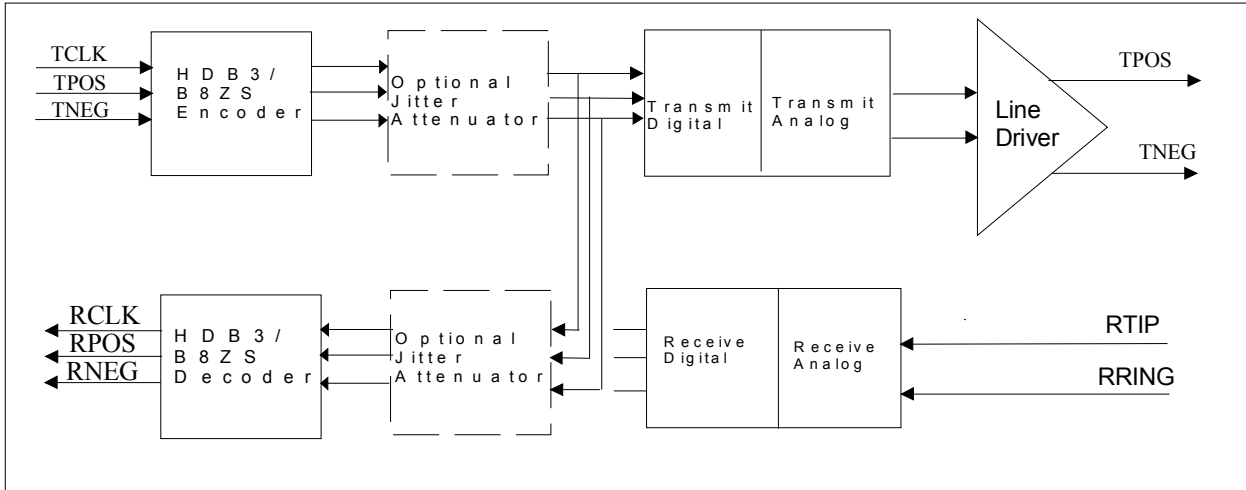 TCLK
TPOS
TNEG
HDB3/
B8ZS
Encoder
Optional
Jitter
Attenuator
Transmit
Digital
Transmit
Analog
Line
Driver
TPOS
TNEG
RCLK
RPOS
RNEG
HDB3/
B8ZS
Decoder
Optional
Jitter
Attenuator
Receive
Digital
Receive
Analog
RTIP
RRING